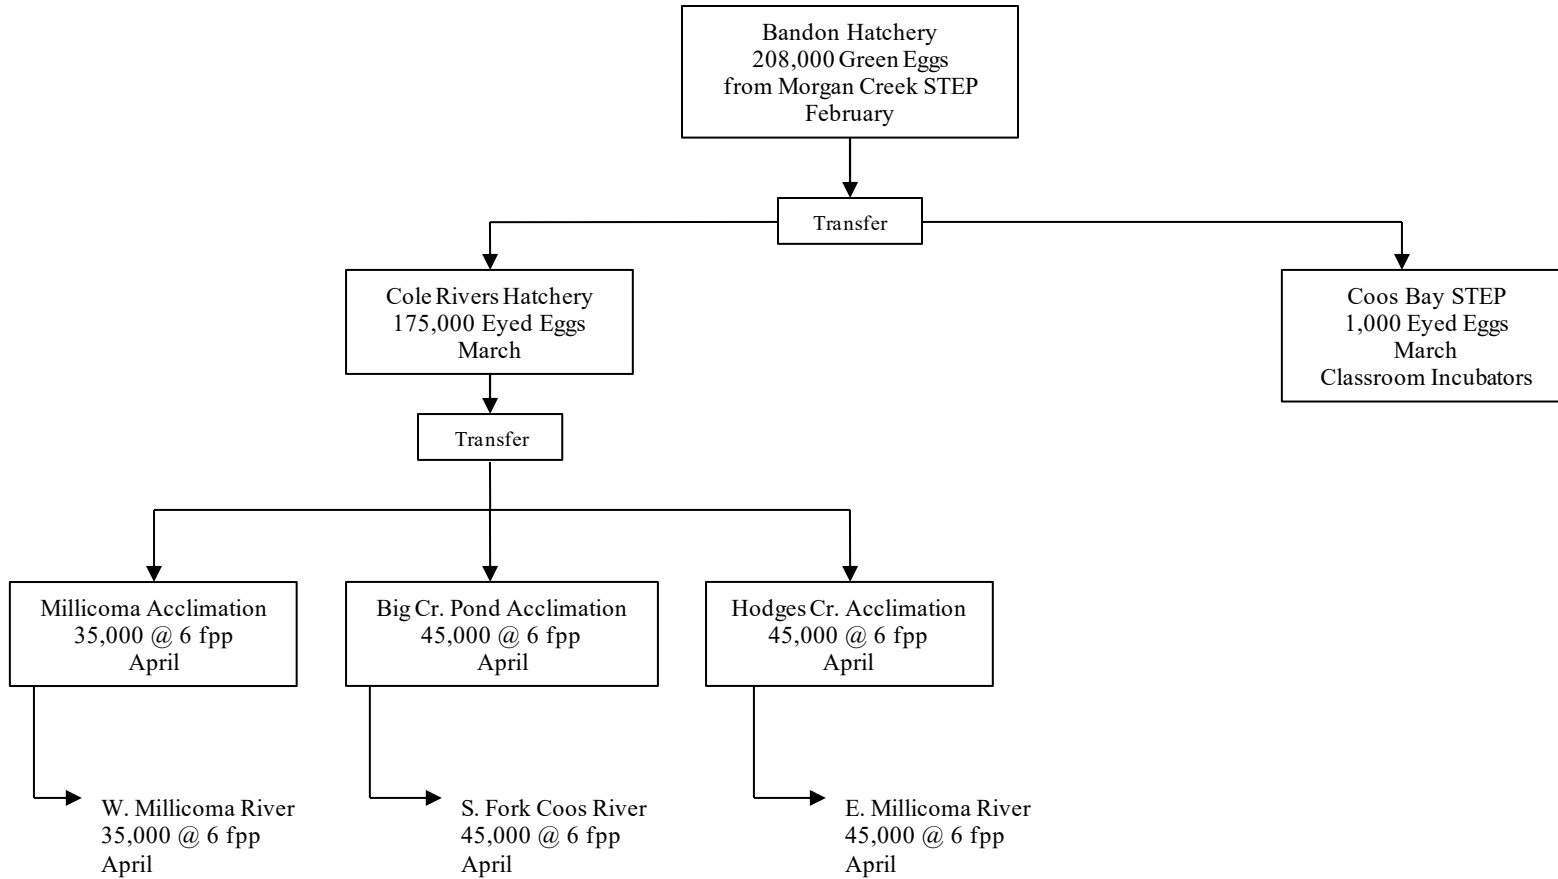 Bandon Hatchery
208,000 Green Eggs
from Morgan Creek STEP
February
Transfer
Cole Rivers Hatchery
175,000 Eyed Eggs
March
Coos Bay STEP
1,000 Eyed Eggs
March
Classroom Incubators
Transfer
Millicoma Acclimation
35,000 @ 6 fpp
April
Big Cr. Pond Acclimation
45,000 @ 6 fpp
April
Hodges Cr. Acclimation
45,000 @ 6 fpp
April
W. Millicoma River
35,000 @ 6 fpp
April
S. Fork Coos River
45,000 @ 6 fpp
April
E. Millicoma River
45,000 @ 6 fpp
April